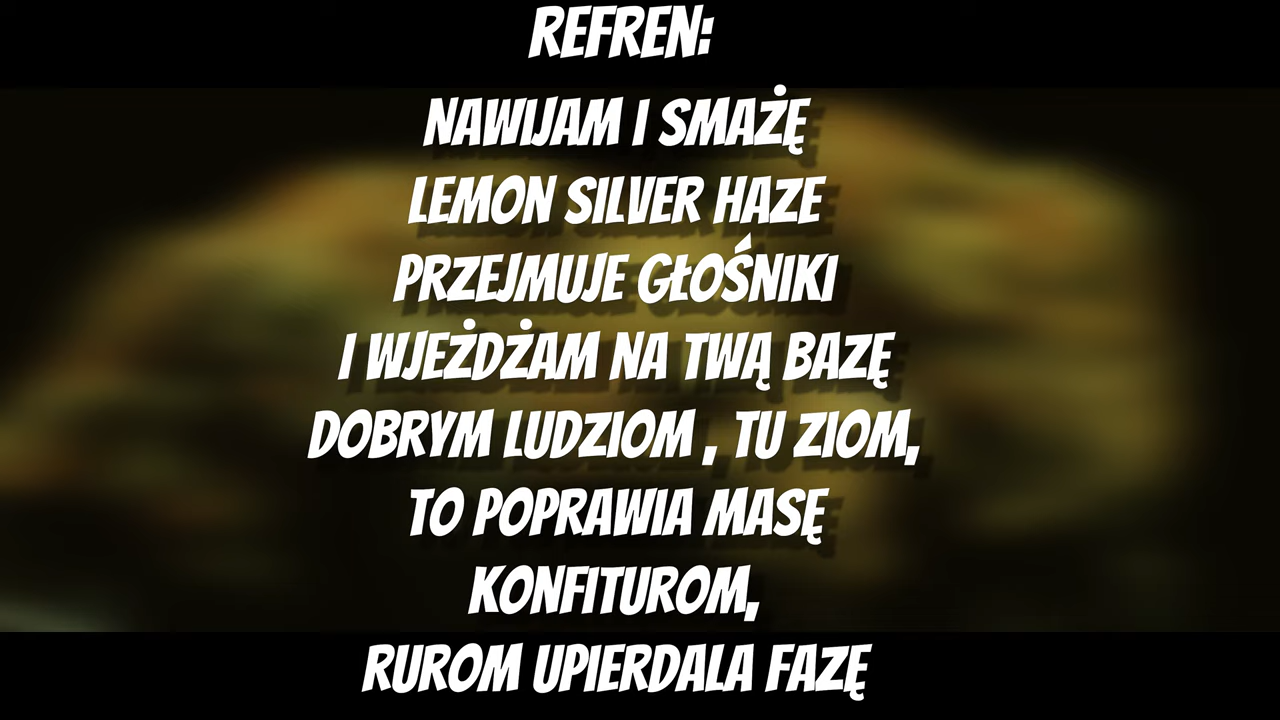 REFREN:
NAWIJAM I SMAŻĘ
LEMON SILVER HAZE
PRZEJMUJE GŁOŚNIKI
I WJEŻDŻAM NA TWĄ BAZĘ
DOBRYM LUDZIOM , TU ZIOM,
TO POPRAWIA MASĘ
KONFITUROM,
RUROM UPIERDALA FAZĘ